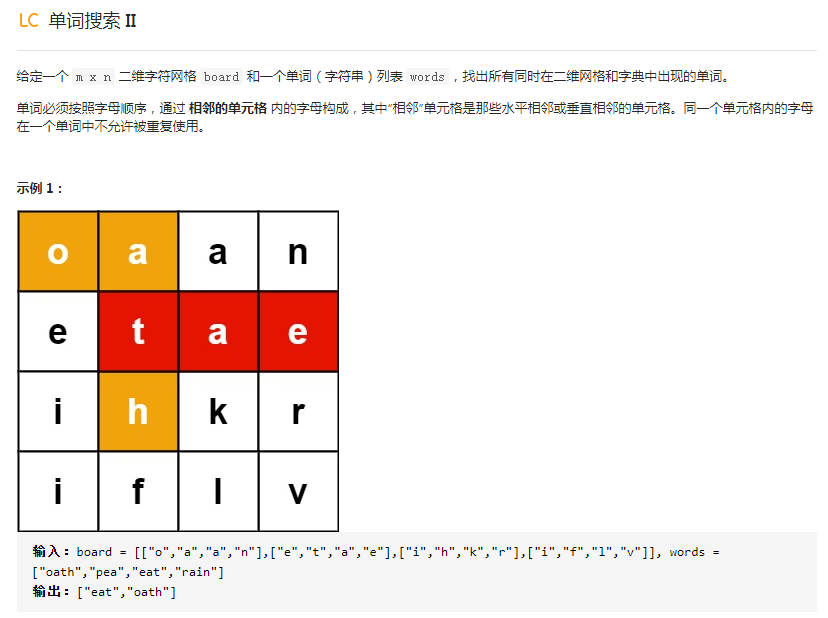 LC 单词搜索 II
给定一个 m x n 二维字符网格 board 和一个单词（字符串）列表 words ，找出所有同时在二维网格和字典中出现的单词。
单词必须按照字母顺序，通过 相邻的单元格 内的字母构成，其中“相邻”单元格是那些水平相邻或垂直相邻的单元格。同一个单元格内的字母
在一个单词中不允许被重复使用。
示例 1：
o a a n
e t a e
i h k r
i f l v
输入：board = [["o","a","a","n"],["e","t","a","e"],["i","h","k","r"],["i","f","l","v"]], words =
["oath","pea","eat","rain"]
输出：["eat","oath"]